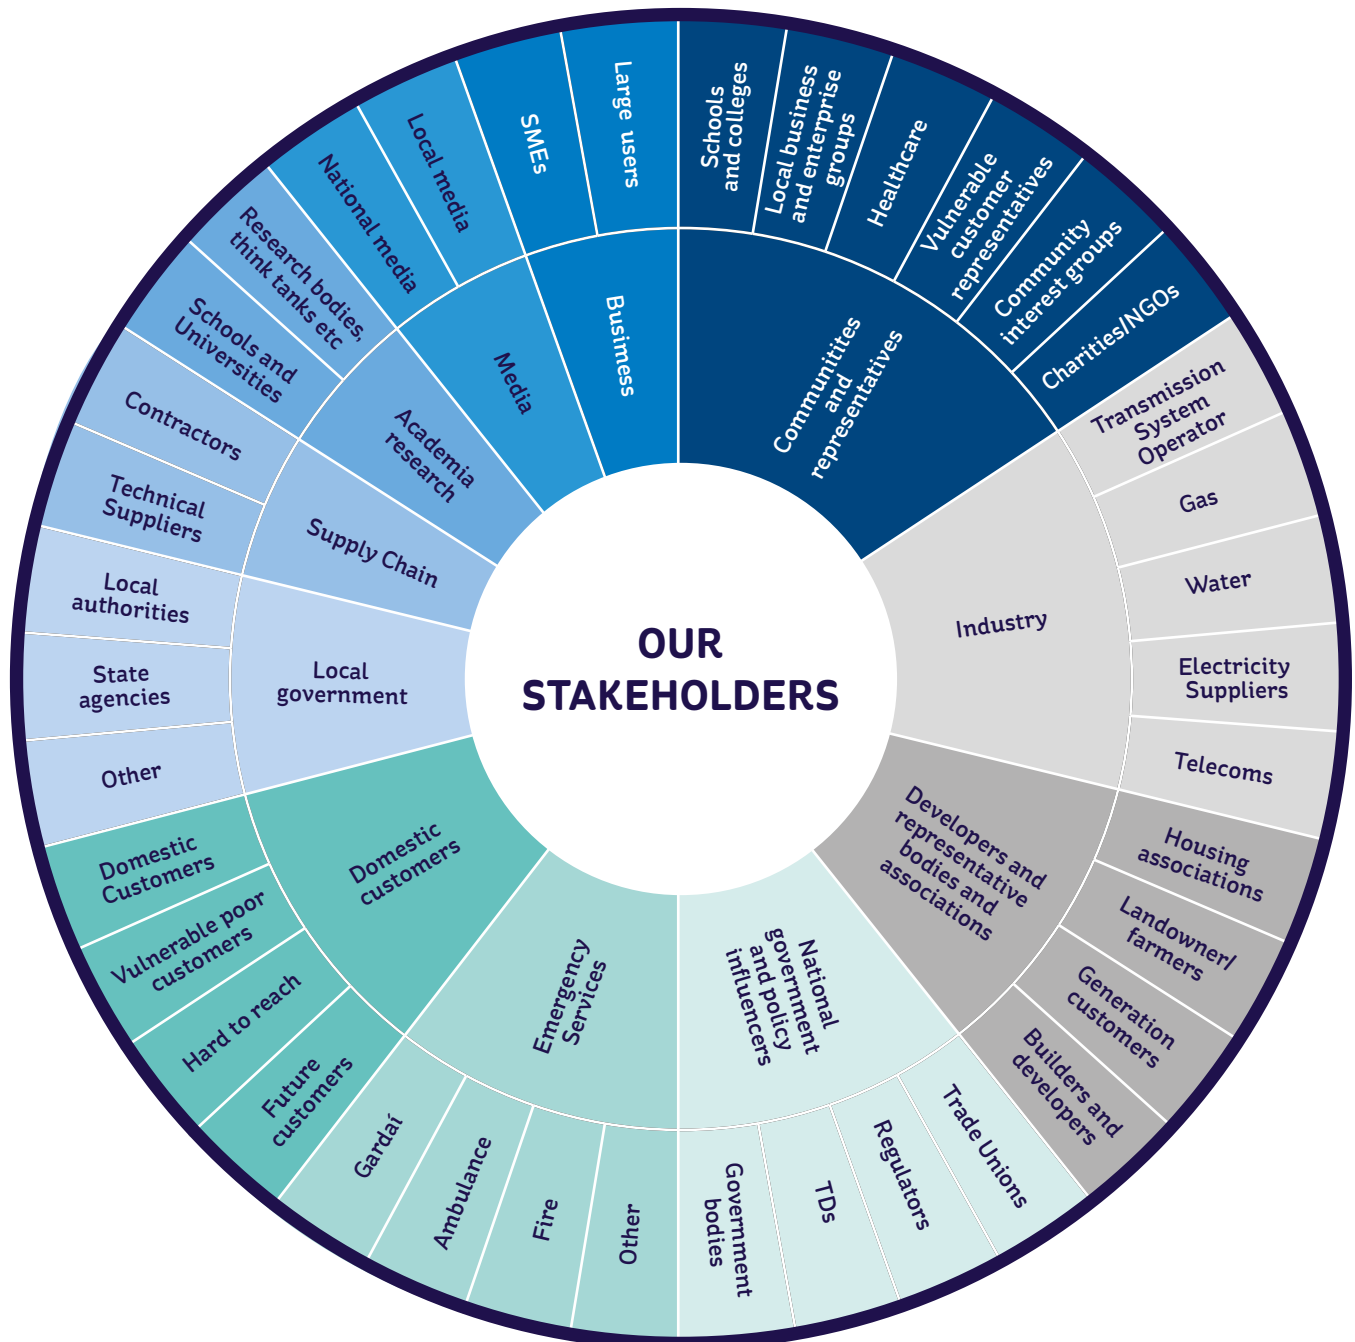 OUR
STAKEHOLDERS
Communitites
and
representatives
Schools
and colleges
Local business
and enterprise
groups
Healthcare
Vulnerable
customer
representatives
Community
interest groups
Charities/NGOs
Industry
Transmission
System
Operator
Gas
Water
Electricity
Suppliers
Telecoms
Developers and
representative
bodies and
associations
Housing
associations
Landowner/
farmers
Generation
customers
Builders and
developers
National
government
and policy
influencers
Trade Unions
Regulators
TDs
Government
bodies
Emergency
Services
Other
Fire
Ambulance
Gardaí
Domestic
customers
Future
customers
Hard to reach
Vulnerable poor
customers
Domestic
Customers
Local
government
Other
State
agencies
Local
authorities
Supply Chain
Technical
Suppliers
Contractors
Academia
research
Schools and
Universities
Research bodies,
think tanks etc
Media
National media
Local media
Busimess
SMEs
Large users